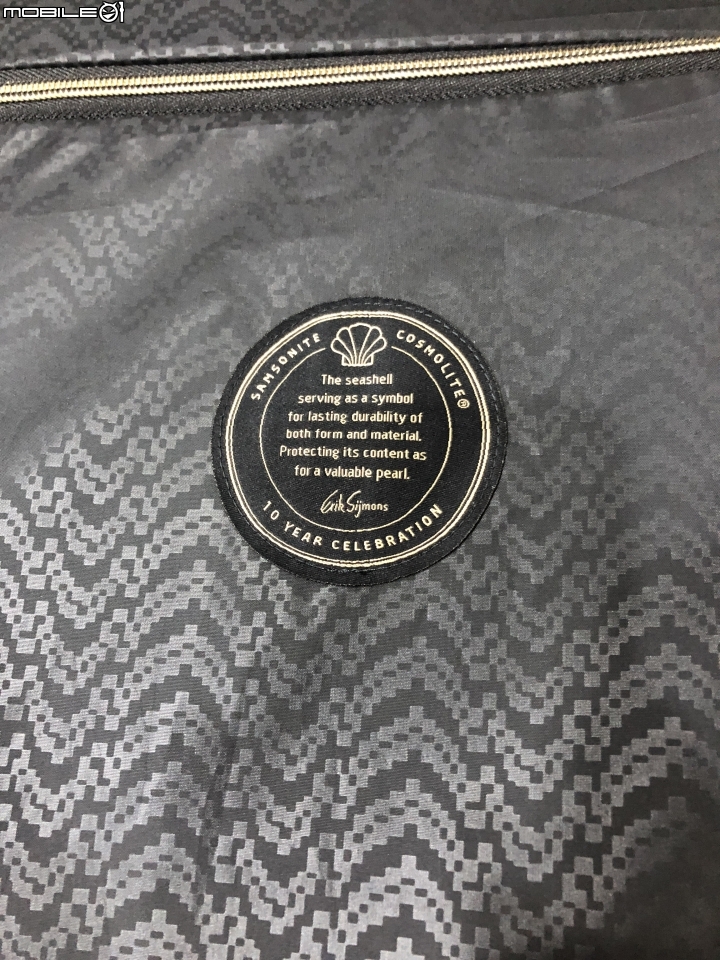 MOBILE01
SAMSONITE COSMOLITE®
The seashell
serving as a symbol
for lasting durability of
both form and material.
Protecting its content as
for a valuable pearl.
Erik Sijmons
10 YEAR CELEBRATION